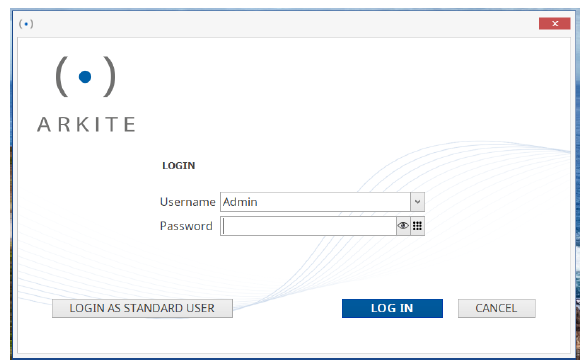 (•)
(•)
ARKITE
LOGIN
Username Admin
Password
LOGIN AS STANDARD USER LOG IN CANCEL